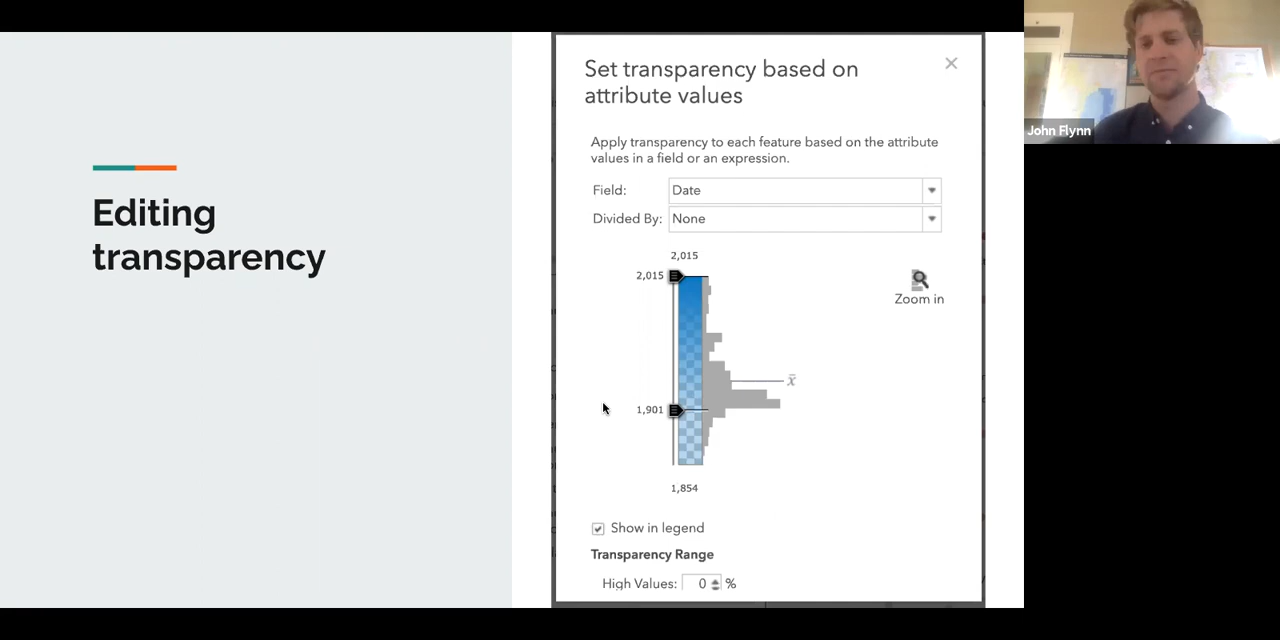 Editing
transparency
Set transparency based on
attribute values
Apply transparency to each feature based on the attribute
values in a field or an expression.
Field: Date
Divided By: None
2,015
2,015
Zoom in
x̄
1,901
1,854
Show in legend
Transparency Range
High Values: 0 %
John Flynn